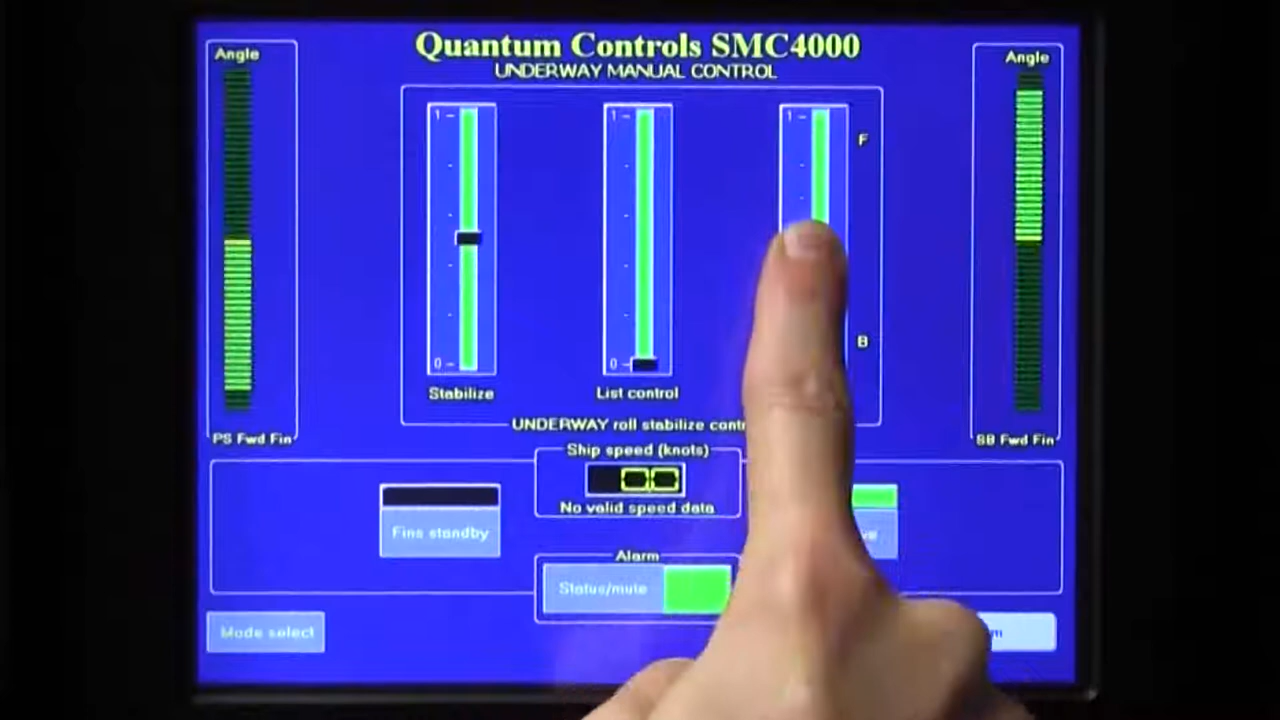 Quantum Controls SMC4000
UNDERWAY MANUAL CONTROL
Angle
Angle
1
1
1
F
B
0
0
Stabilize
List control
UNDERWAY roll stabilize
PS Fwd Fin
SB Fwd Fin
Ship speed (knots)
No valid speed data
Fins standby
Alarm
Status/mute
Mode select